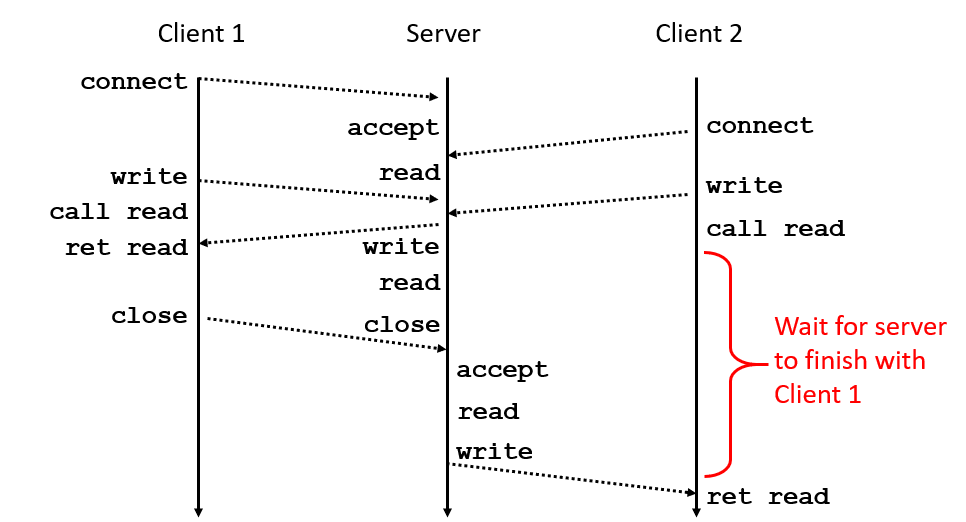 Client 1
Server
Client 2
connect
accept
connect
read
write
write
call read
call read
ret read
write
read
close
close
Wait for server
to finish with
Client 1
accept
read
write
ret read